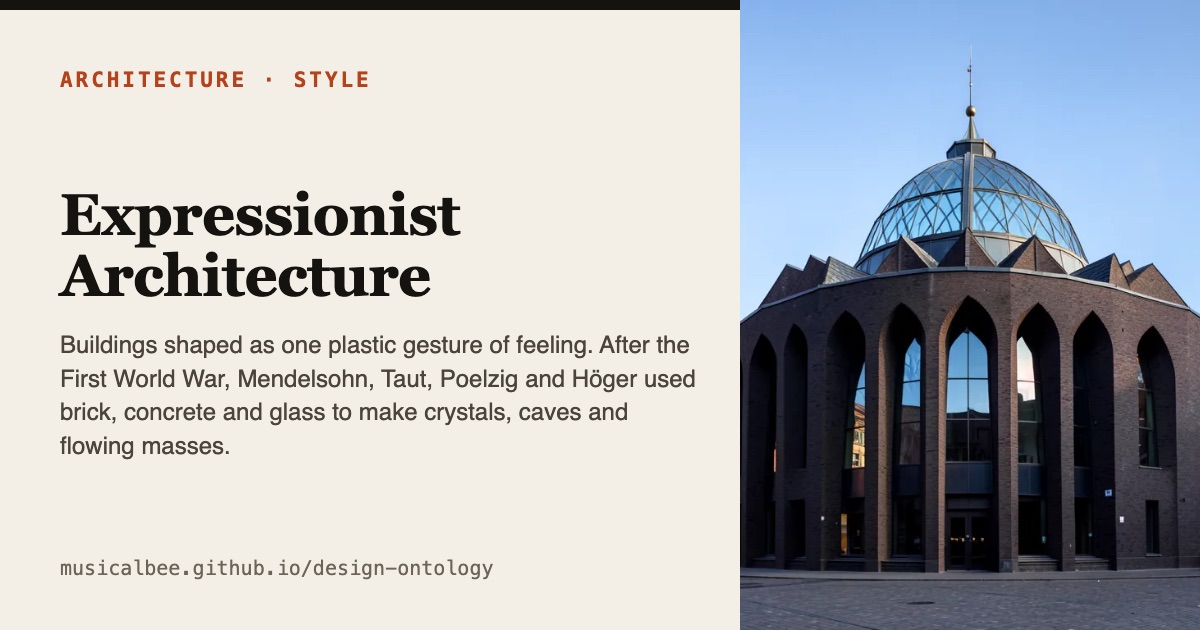 ARCHITECTURE · STYLE
Expressionist
Architecture
Buildings shaped as one plastic gesture of feeling. After the
First World War, Mendelsohn, Taut, Poelzig and Höger used
brick, concrete and glass to make crystals, caves and
flowing masses.
musicalbee.github.io/design-ontology